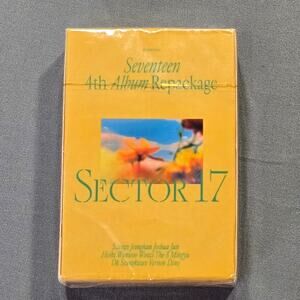 Seventeen
4th Album Repackage
SECTOR 17
S.coups Jeonghan Joshua Jun
Hoshi Wonwoo Woozi The 8 Mingyu
Dk Seungkwan Vernon Dino